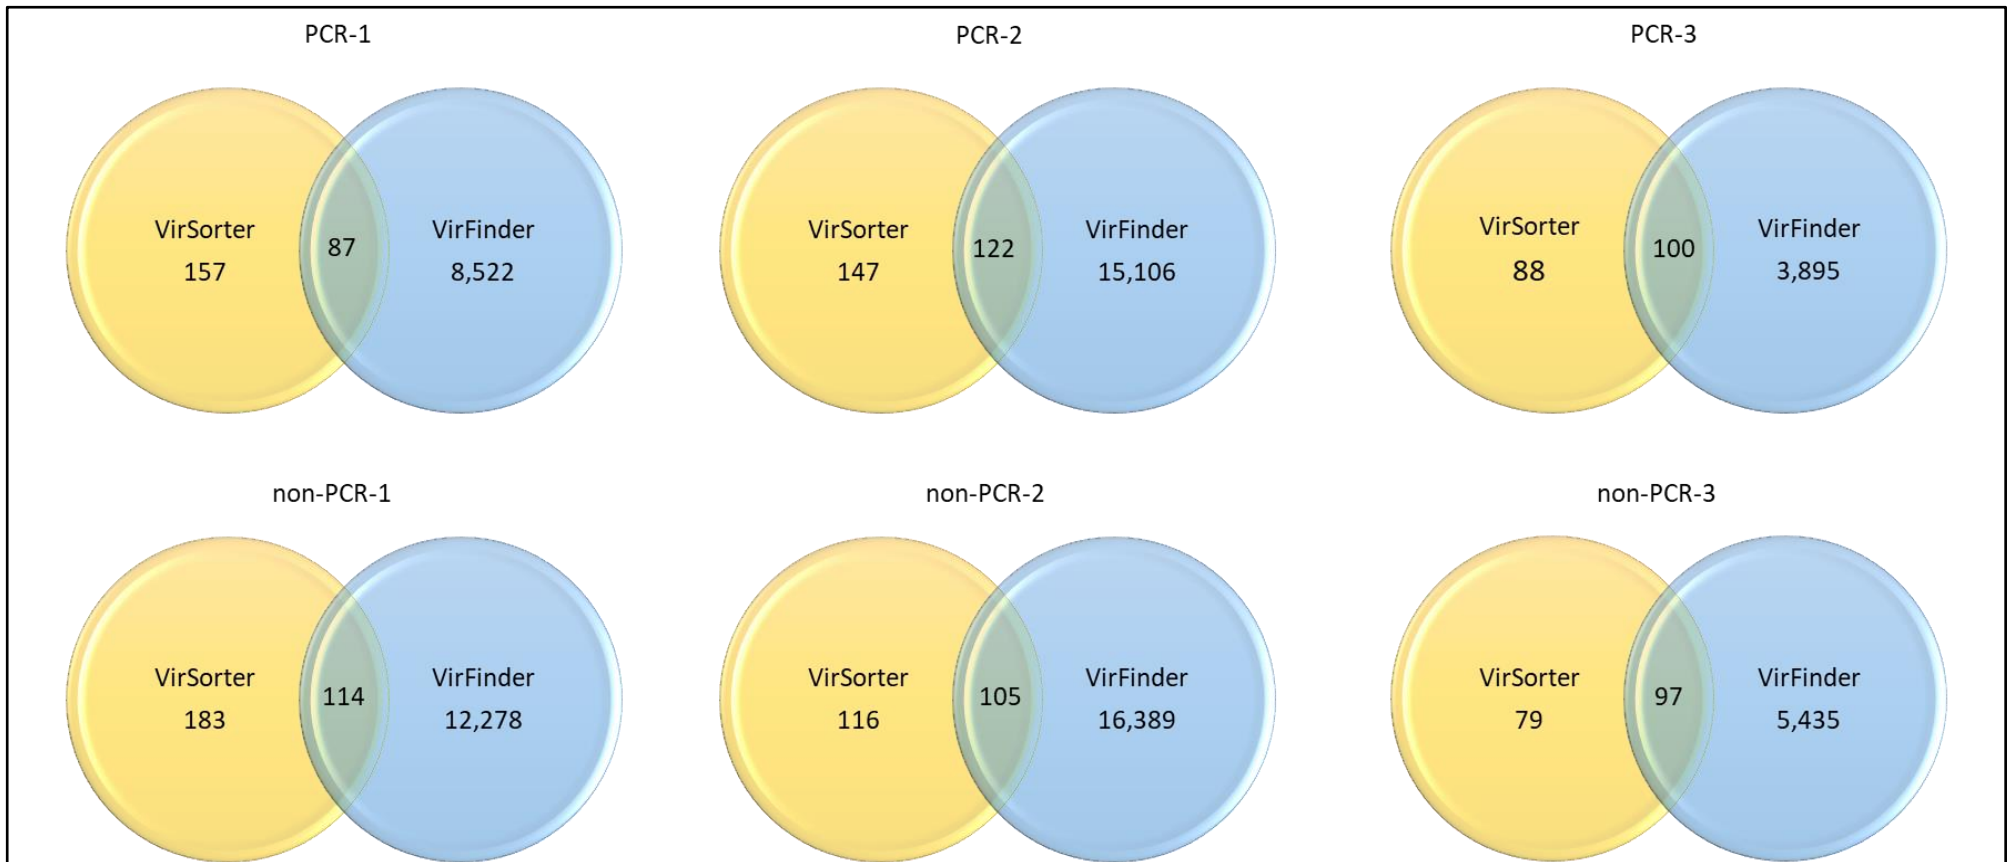 PCR-1
PCR-2
PCR-3
VirSorter
157
87
VirFinder
8,522
VirSorter
147
122
VirFinder
15,106
VirSorter
88
100
VirFinder
3,895
non-PCR-1
non-PCR-2
non-PCR-3
VirSorter
183
114
VirFinder
12,278
VirSorter
116
105
VirFinder
16,389
VirSorter
79
97
VirFinder
5,435